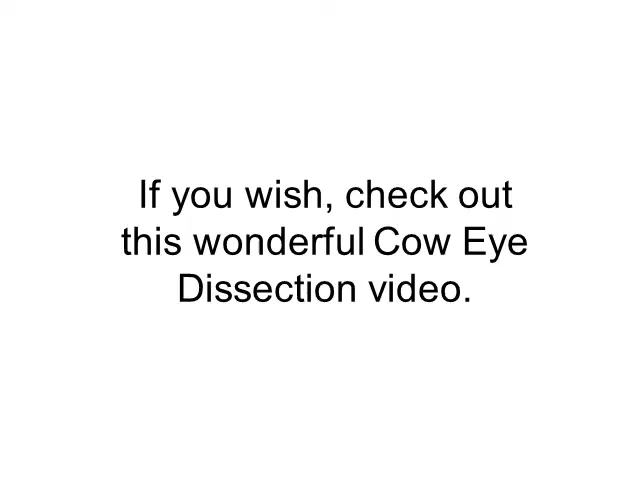 If you wish, check out
this wonderful Cow Eye
Dissection video.